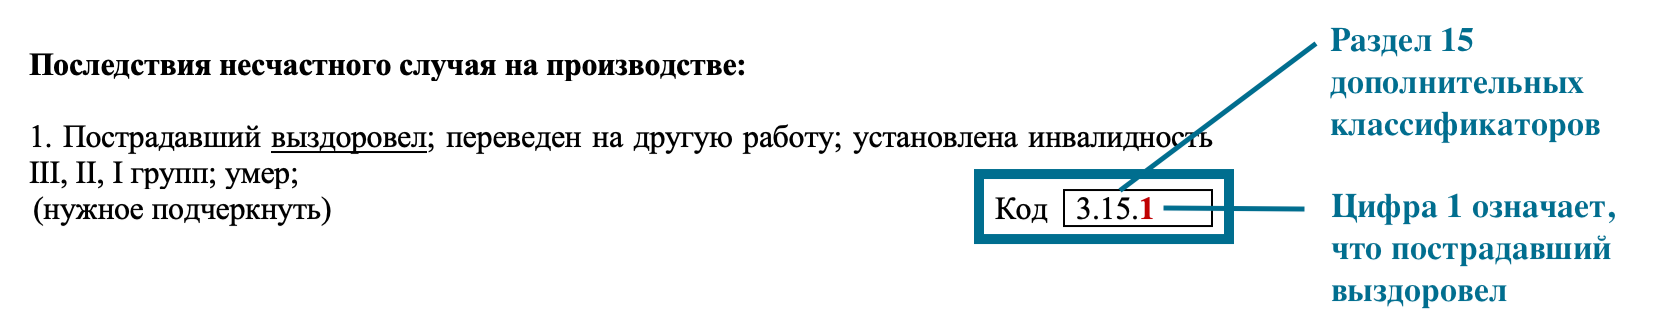 Последствия несчастного случая на производстве:
1. Пострадавший выздоровел; переведен на другую работу; установлена инвалидность
III, II, I групп; умер;
(нужное подчеркнуть)
Код 3.15.1
Раздел 15
дополнительных
классификаторов
Цифра 1 означает,
что пострадавший
выздоровел